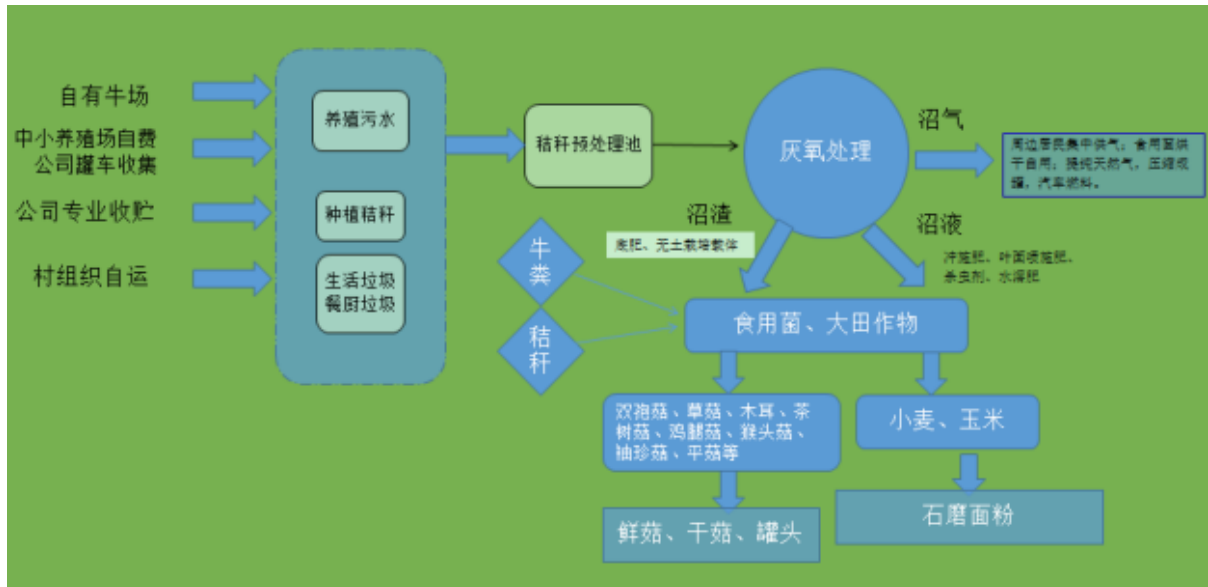 自有牛场
中小养殖场自费
公司罐车收集
公司专业收贮
村组织自运
养殖污水
种植秸秆
生活垃圾
餐厨垃圾
秸秆预处理池
厌氧处理
沼气
周边居民集中供气；食用菌烘
干自用；提纯天然气，压缩成
罐，汽车燃料。
沼渣
底肥、无土栽培载体
沼液
冲施肥、叶面喷施肥、
杀虫剂、水溶肥
牛
粪
秸
秆
食用菌、大田作物
双孢菇、草菇、木耳、茶
树菇、鸡腿菇、猴头菇、
袖珍菇、平菇等
小麦、玉米
鲜菇、干菇、罐头
石磨面粉